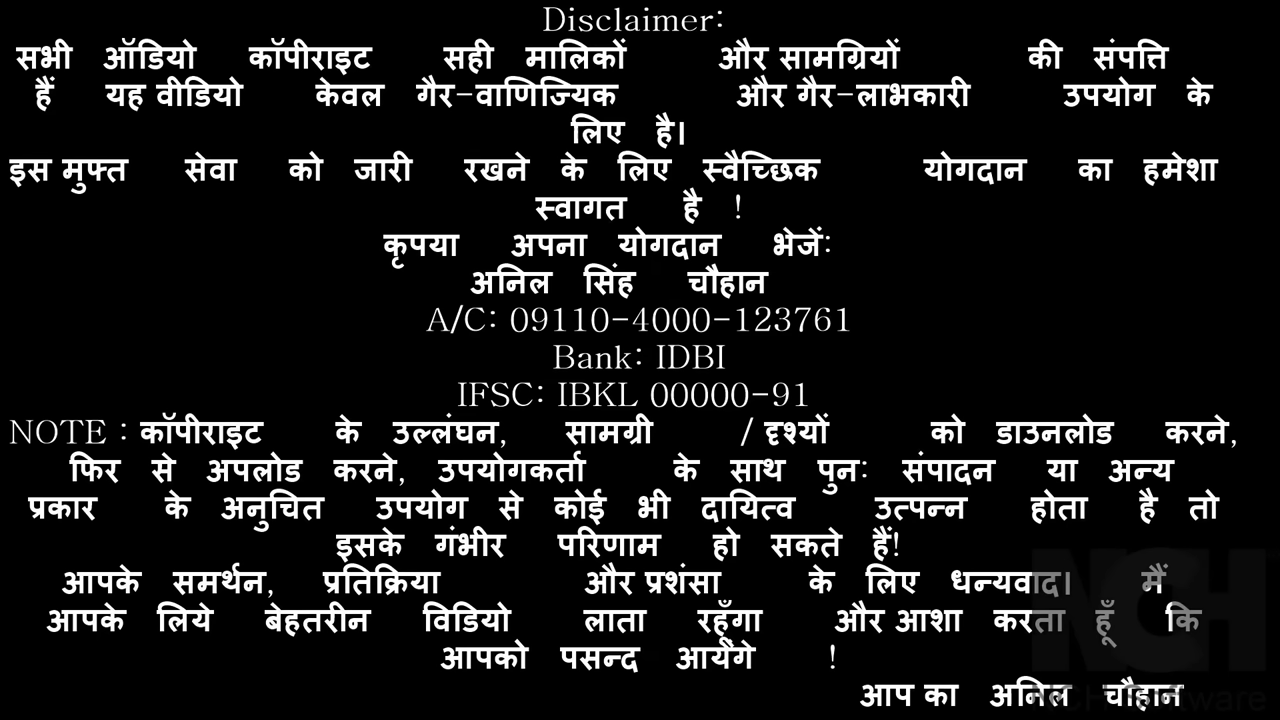 Disclaimer:
सभी ऑडियो कॉपीराइट सही मालिकों और सामग्रियों की संपत्ति
हैं यह वीडियो केवल गैर-वाणिज्यिक और गैर-लाभकारी उपयोग के
लिए है।
इस मुफ्त सेवा को जारी रखने के लिए स्वैच्छिक योगदान का हमेशा
स्वागत है !
कृपया अपना योगदान भेजें:
अनिल सिंह चौहान
A/C: 09110-4000-123761
Bank: IDBI
IFSC: IBKL 00000-91
NOTE : कॉपीराइट के उल्लंघन, सामग्री / दृश्यों को डाउनलोड करने,
फिर से अपलोड करने, उपयोगकर्ता के साथ पुन: संपादन या अन्य
प्रकार के अनुचित उपयोग से कोई भी दायित्व उत्पन्न होता है तो
इसके गंभीर परिणाम हो सकते हैं!
आपके समर्थन, प्रतिक्रिया और प्रशंसा के लिए धन्यवाद। मैं
आपके लिये बेहतरीन विडियो लाता रहूँगा और आशा करता हूँ कि
आपको पसन्द आयेंगे !
आप का अनिल चौहान
NCH
NCH Software